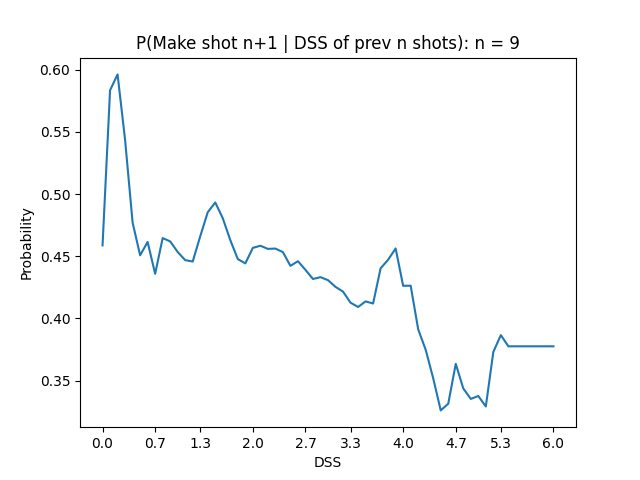 P(Make shot n+1 | DSS of prev n shots): n = 9
0.60
0.55
0.50
0.45
0.40
0.35
Probability
0.0 0.7 1.3 2.0 2.7 3.3 4.0 4.7 5.3 6.0
DSS